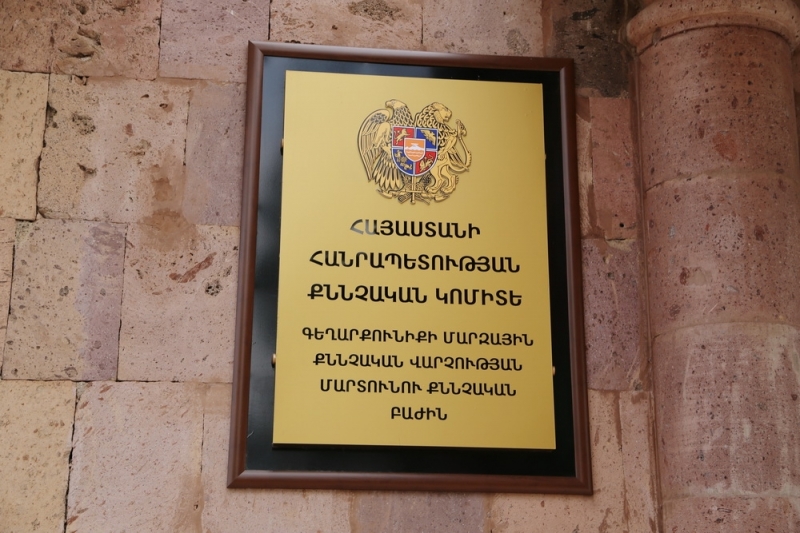 ՀԱՅԱՍՏԱՆԻ
ՀԱՆՐԱՊԵՏՈՒԹՅԱՆ
ՔՆՆՉԱԿԱՆ ԿՈՄԻՏԵ
ԳԵՂԱՐՔՈՒՆԻՔԻ ՄԱՐԶԱՅԻՆ
ՔՆՆՉԱԿԱՆ ՎԱՐՉՈՒԹՅԱՆ
ՄԱՐՏՈՒՆՈՒ ՔՆՆՉԱԿԱՆ
ԲԱԺԻՆ